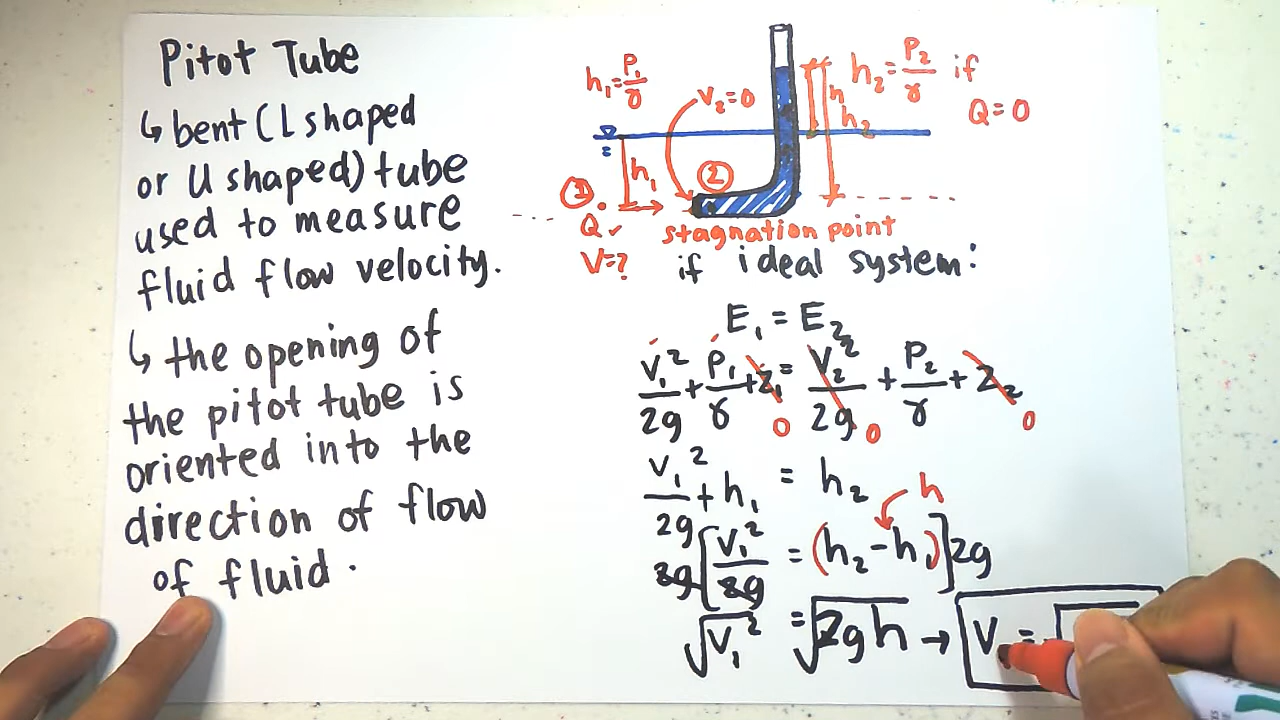 Pitot Tube
↳ bent (L shaped
or U shaped) tube
used to measure
fluid flow velocity.
↳ the opening of
the pitot tube is
oriented into the
direction of flow
of fluid.
h₁ = P₁/γ
V₂ = 0
h
h₂
h₂ = P₂/γ if
Q = 0
h₁
①
②
Q ✓
V = ?
stagnation point
if ideal system:
E₁ = E₂
V₁²/2g + P₁/γ + Z₁ = V₂²/2g + P₂/γ + Z₂
0 0 0
V₁²/2g + h₁ = h₂
h
2g [V₁²/2g = (h₂ - h₁)] 2g
√V₁² = √2gh → V = √